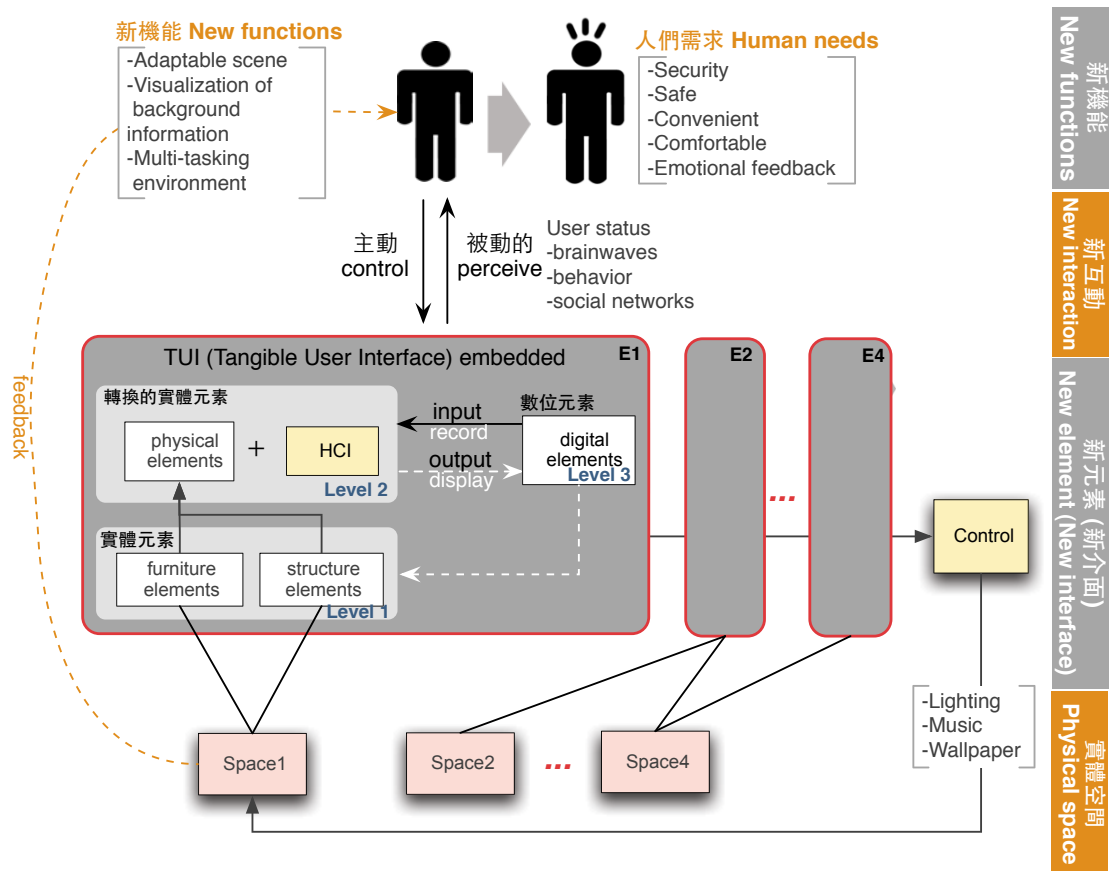 新機能 New functions
-Adaptable scene
-Visualization of
background
information
-Multi-tasking
environment
人們需求 Human needs
-Security
-Safe
-Convenient
-Comfortable
-Emotional feedback
主動
control
被動的
perceive
User status
-brainwaves
-behavior
-social networks
feedback
TUI (Tangible User Interface) embedded
E1
E2
E4
轉換的實體元素
physical
elements
+
HCI
Level 2
input
record
output
display
數位元素
digital
elements
Level 3
實體元素
furniture
elements
structure
elements
Level 1
...
Control
-Lighting
-Music
-Wallpaper
Space1
Space2
...
Space4
新機能
New functions
新互動
New interaction
新元素 (新介面)
New element (New interface)
實體空間
Physical space